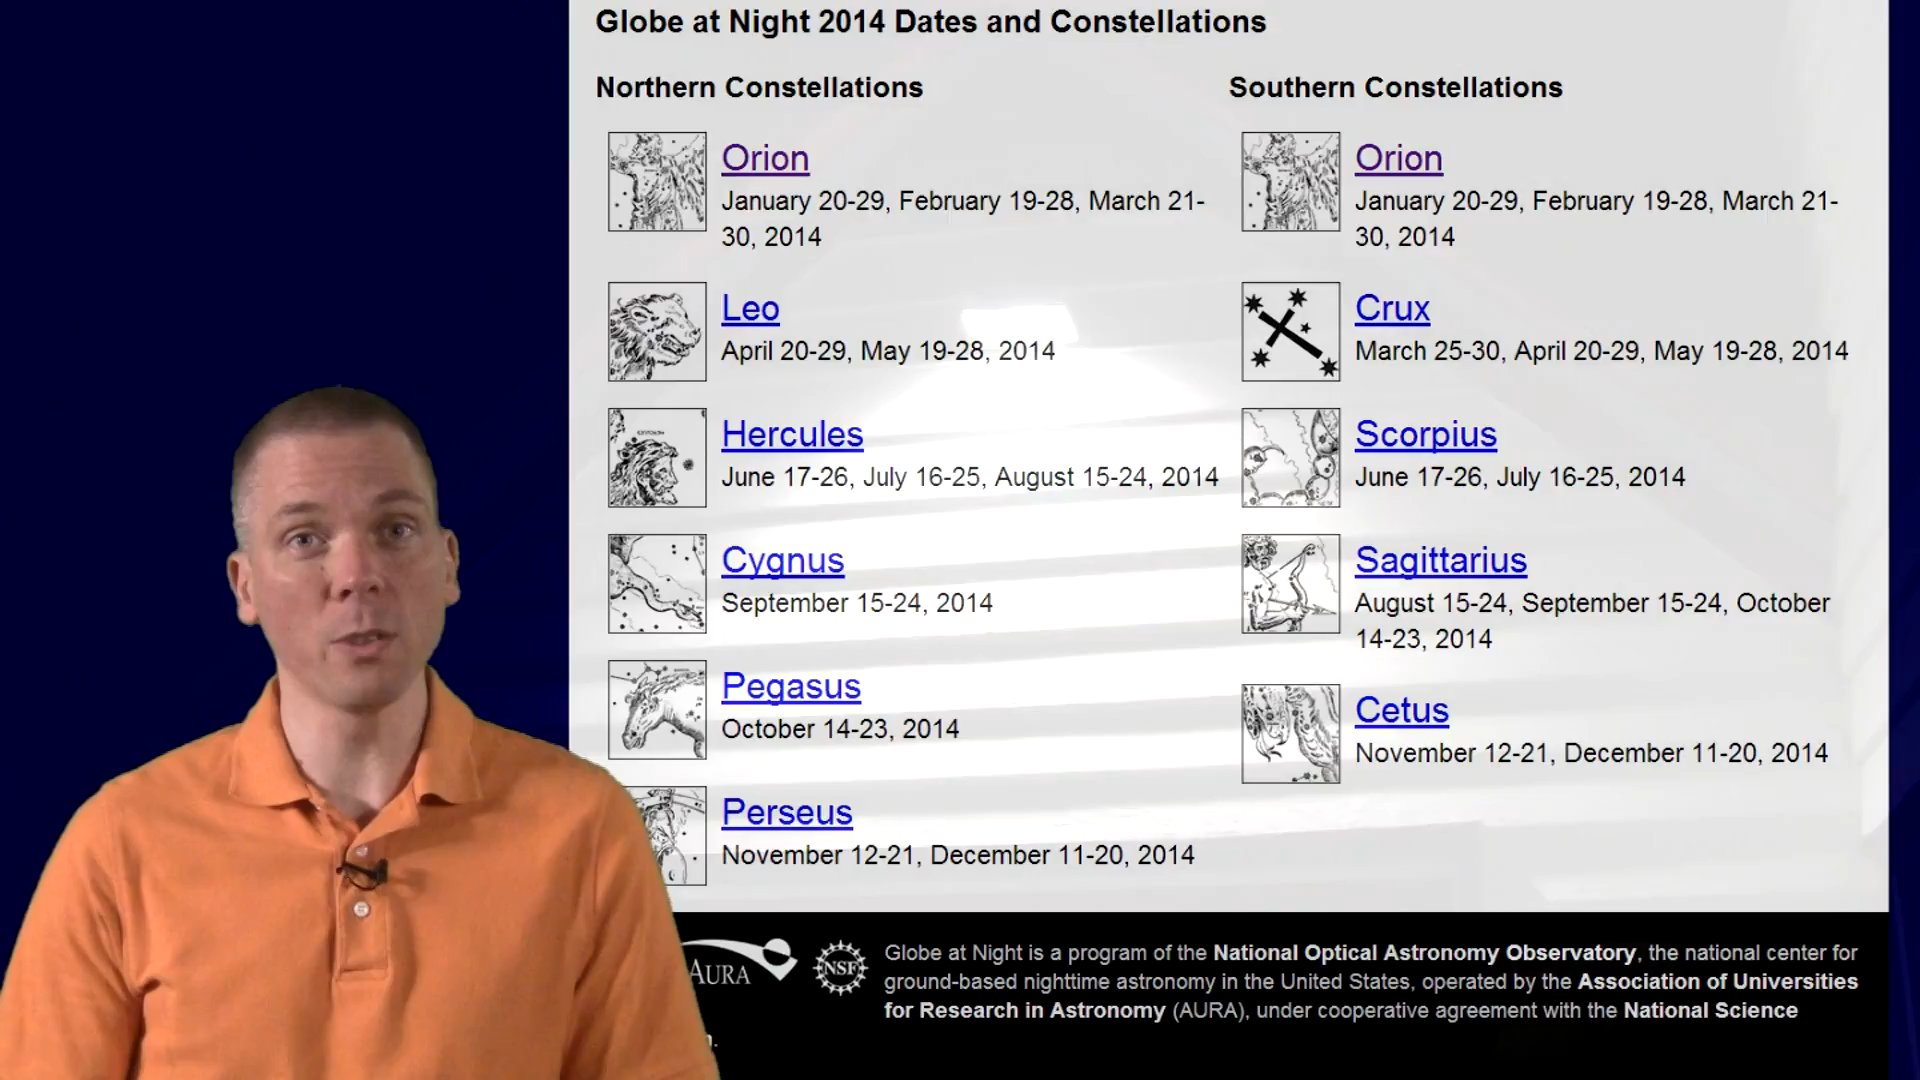 Globe at Night 2014 Dates and Constellations
Northern Constellations
Orion
January 20-29, February 19-28, March 21-
30, 2014
Leo
April 20-29, May 19-28, 2014
Hercules
June 17-26, July 16-25, August 15-24, 2014
Cygnus
September 15-24, 2014
Pegasus
October 14-23, 2014
Perseus
November 12-21, December 11-20, 2014
Southern Constellations
Orion
January 20-29, February 19-28, March 21-
30, 2014
Crux
March 25-30, April 20-29, May 19-28, 2014
Scorpius
June 17-26, July 16-25, 2014
Sagittarius
August 15-24, September 15-24, October
14-23, 2014
Cetus
November 12-21, December 11-20, 2014
AURA
NSF
Globe at Night is a program of the National Optical Astronomy Observatory, the national center for
ground-based nighttime astronomy in the United States, operated by the Association of Universities
for Research in Astronomy (AURA), under cooperative agreement with the National Science